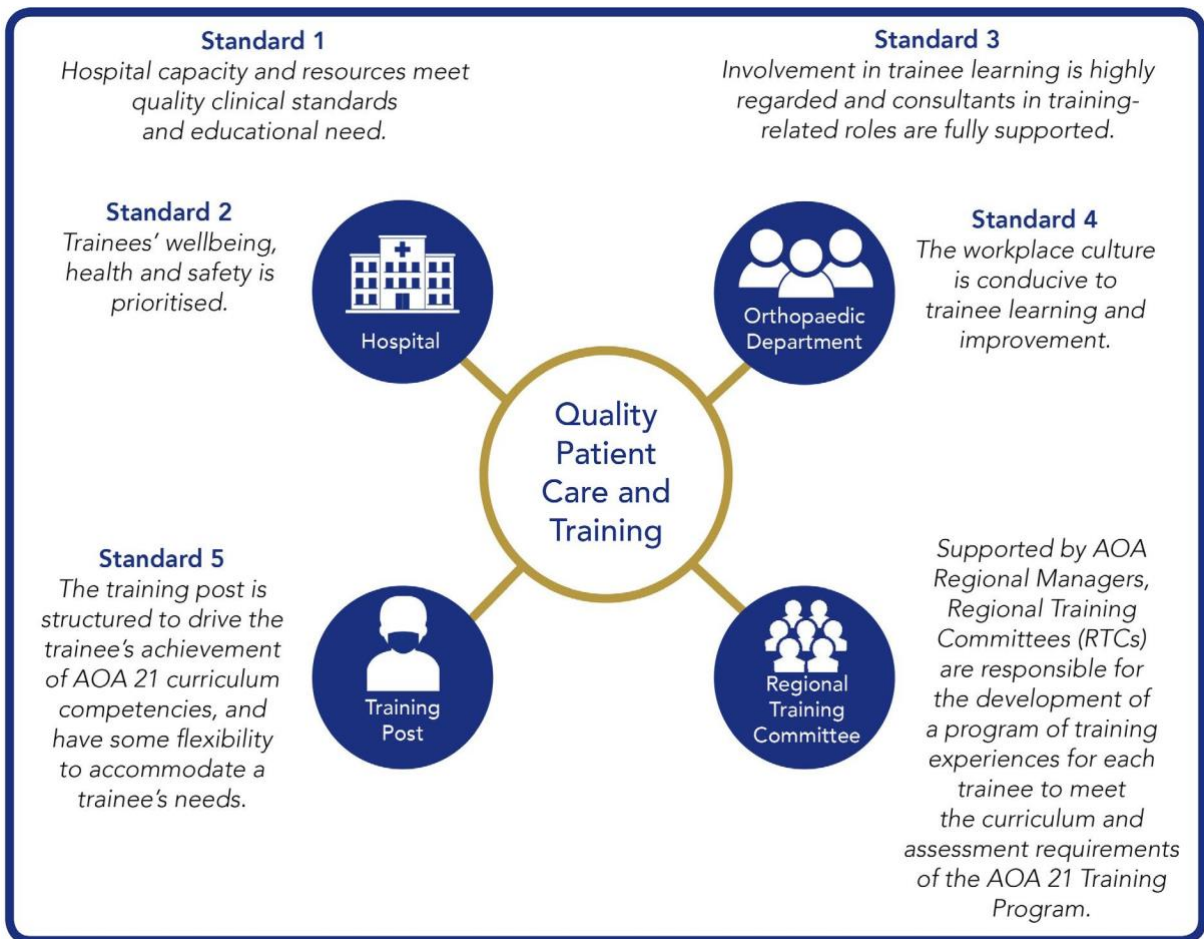 Standard 1
Hospital capacity and resources meet
quality clinical standards
and educational need.
Standard 3
Involvement in trainee learning is highly
regarded and consultants in training-
related roles are fully supported.
Standard 2
Trainees’ wellbeing,
health and safety is
prioritised.
Hospital
Orthopaedic
Department
Standard 4
The workplace culture
is conducive to
trainee learning and
improvement.
Quality
Patient
Care and
Training
Standard 5
The training post is
structured to drive the
trainee’s achievement
of AOA 21 curriculum
competencies, and
have some flexibility
to accommodate a
trainee’s needs.
Training
Post
Regional
Training
Committee
Supported by AOA
Regional Managers,
Regional Training
Committees (RTCs)
are responsible for
the development of
a program of training
experiences for each
trainee to meet
the curriculum and
assessment requirements
of the AOA 21 Training
Program.